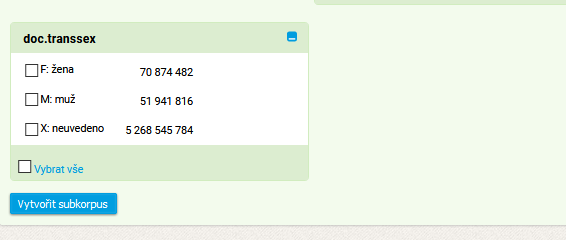 doc.transsex
F: žena 70 874 482
M: muž 51 941 816
X: neuvedeno 5 268 545 784
Vybrat vše
Vytvořit subkorpus